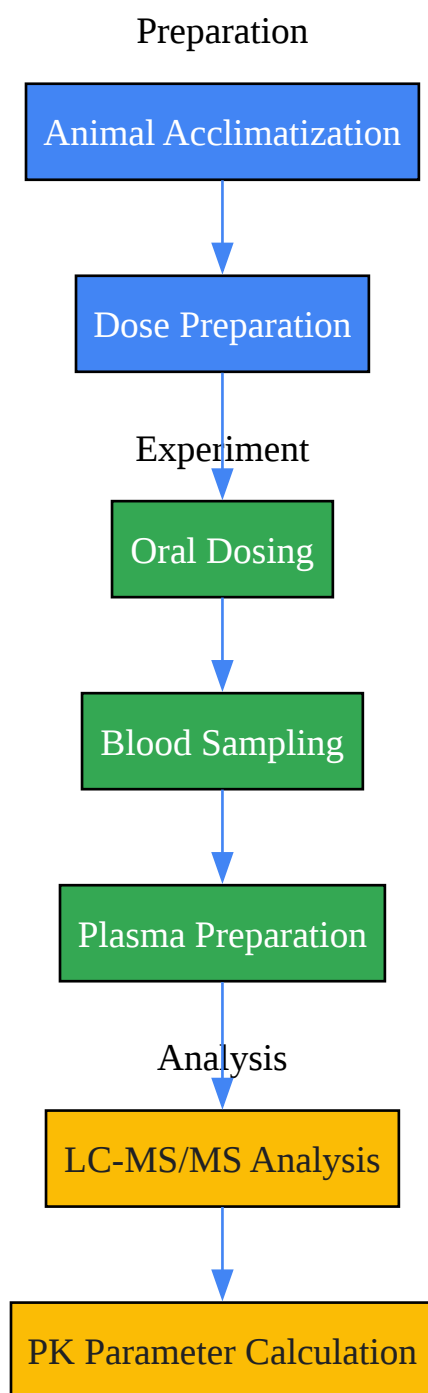 Preparation
Animal Acclimatization
Dose Preparation
Experiment
Oral Dosing
Blood Sampling
Plasma Preparation
Analysis
LC-MS/MS Analysis
PK Parameter Calculation